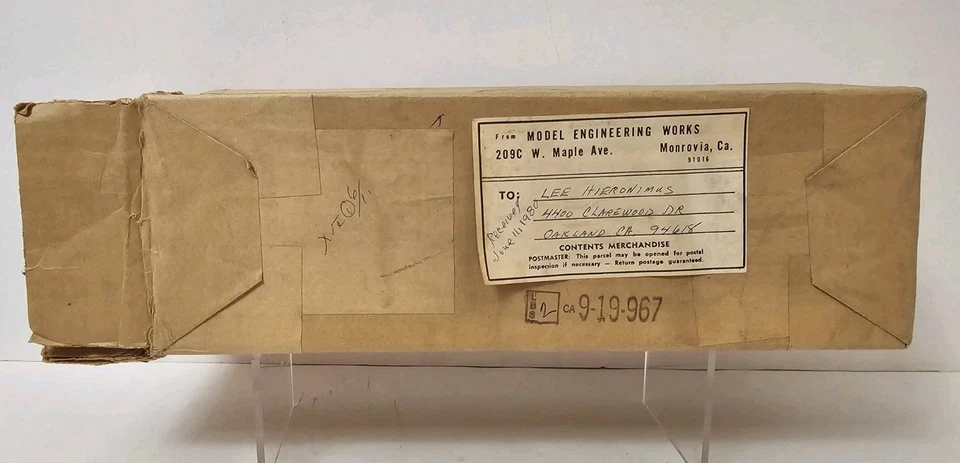 From MODEL ENGINEERING WORKS
209C W. Maple Ave. Monrovia, Ca.
91016
TO: LEE HIERONIMUS
4400 CLAREWOOD DR
OAKLAND CA. 94618
Received
June 11, 1980
CONTENTS MERCHANDISE
POSTMASTER: This parcel may be opened for postal
inspection if necessary — Return postage guaranteed.
LBS 2 CA 9-19-967